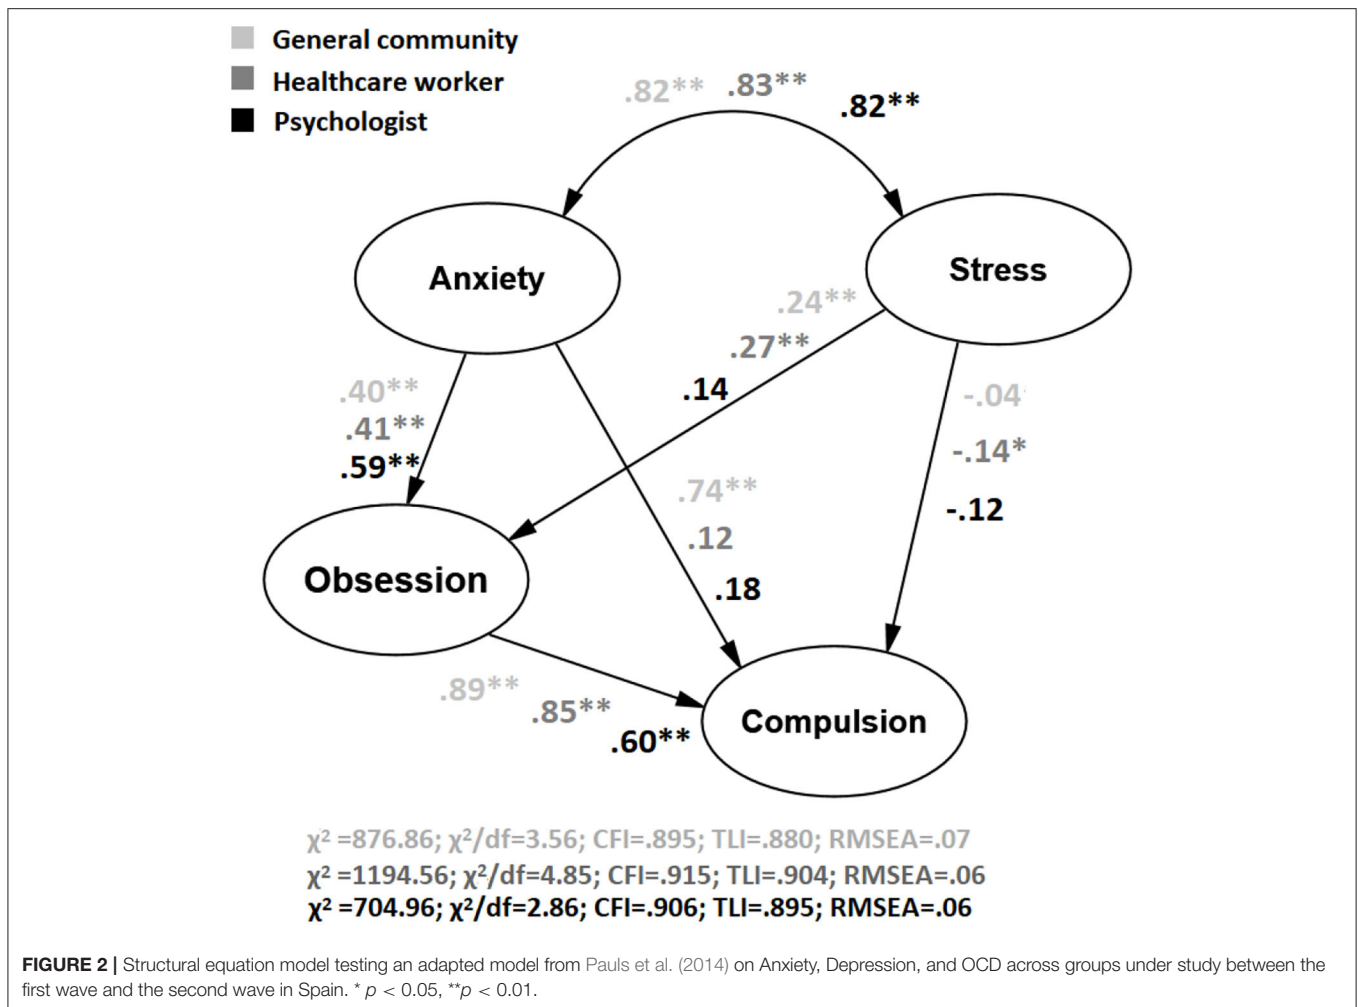 General community
Healthcare worker
Psychologist
.82** .83** .82**
Anxiety
Stress
.24**
.27**
.14
.40**
.41**
.59**
-.04
-.14*
-.12
.74**
.12
.18
Obsession
.89**
.85**
.60**
Compulsion
χ² =876.86; χ²/df=3.56; CFI=.895; TLI=.880; RMSEA=.07
χ² =1194.56; χ²/df=4.85; CFI=.915; TLI=.904; RMSEA=.06
χ² =704.96; χ²/df=2.86; CFI=.906; TLI=.895; RMSEA=.06
FIGURE 2 | Structural equation model testing an adapted model from Pauls et al. (2014) on Anxiety, Depression, and OCD across groups under study between the
first wave and the second wave in Spain. * p < 0.05, **p < 0.01.